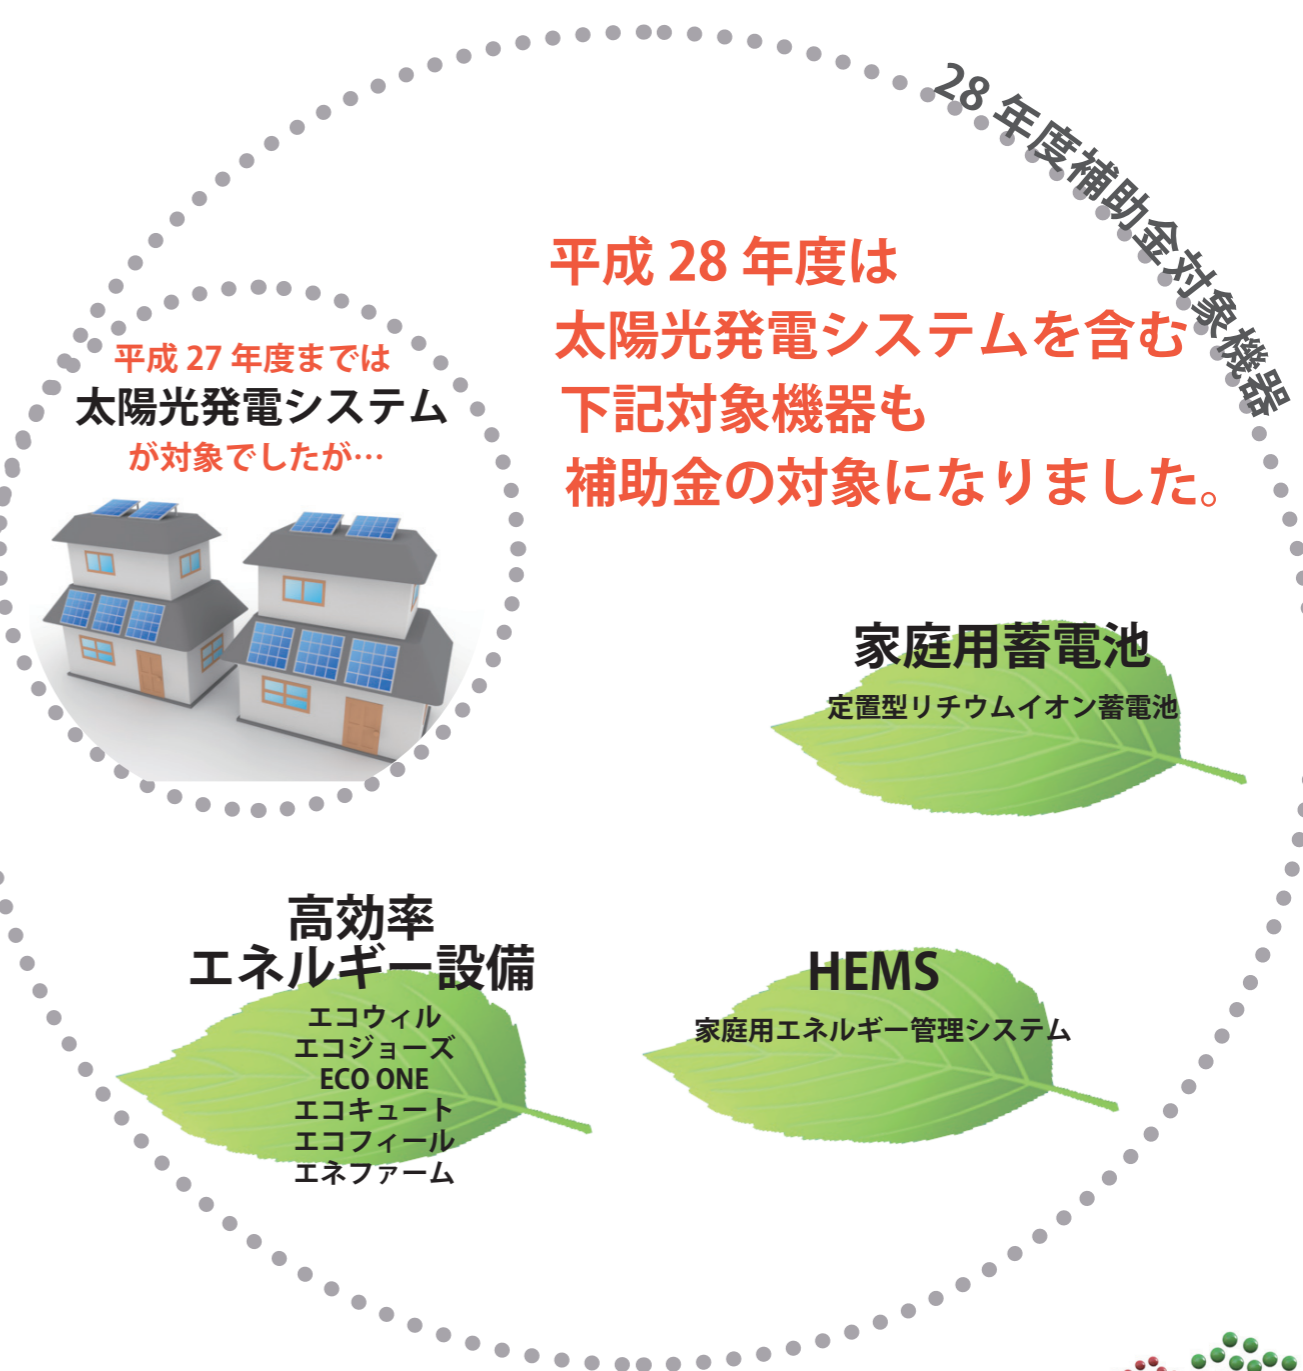 28 年度補助金対象機器
平成 28 年度は
太陽光発電システムを含む
下記対象機器も
補助金の対象になりました。
平成 27 年度までは
太陽光発電システム
が対象でしたが…
家庭用蓄電池
定置型リチウムイオン蓄電池
高効率
エネルギー設備
エコウィル
エコジョーズ
ECO ONE
エコキュート
エコフィール
エネファーム
HEMS
家庭用エネルギー管理システム